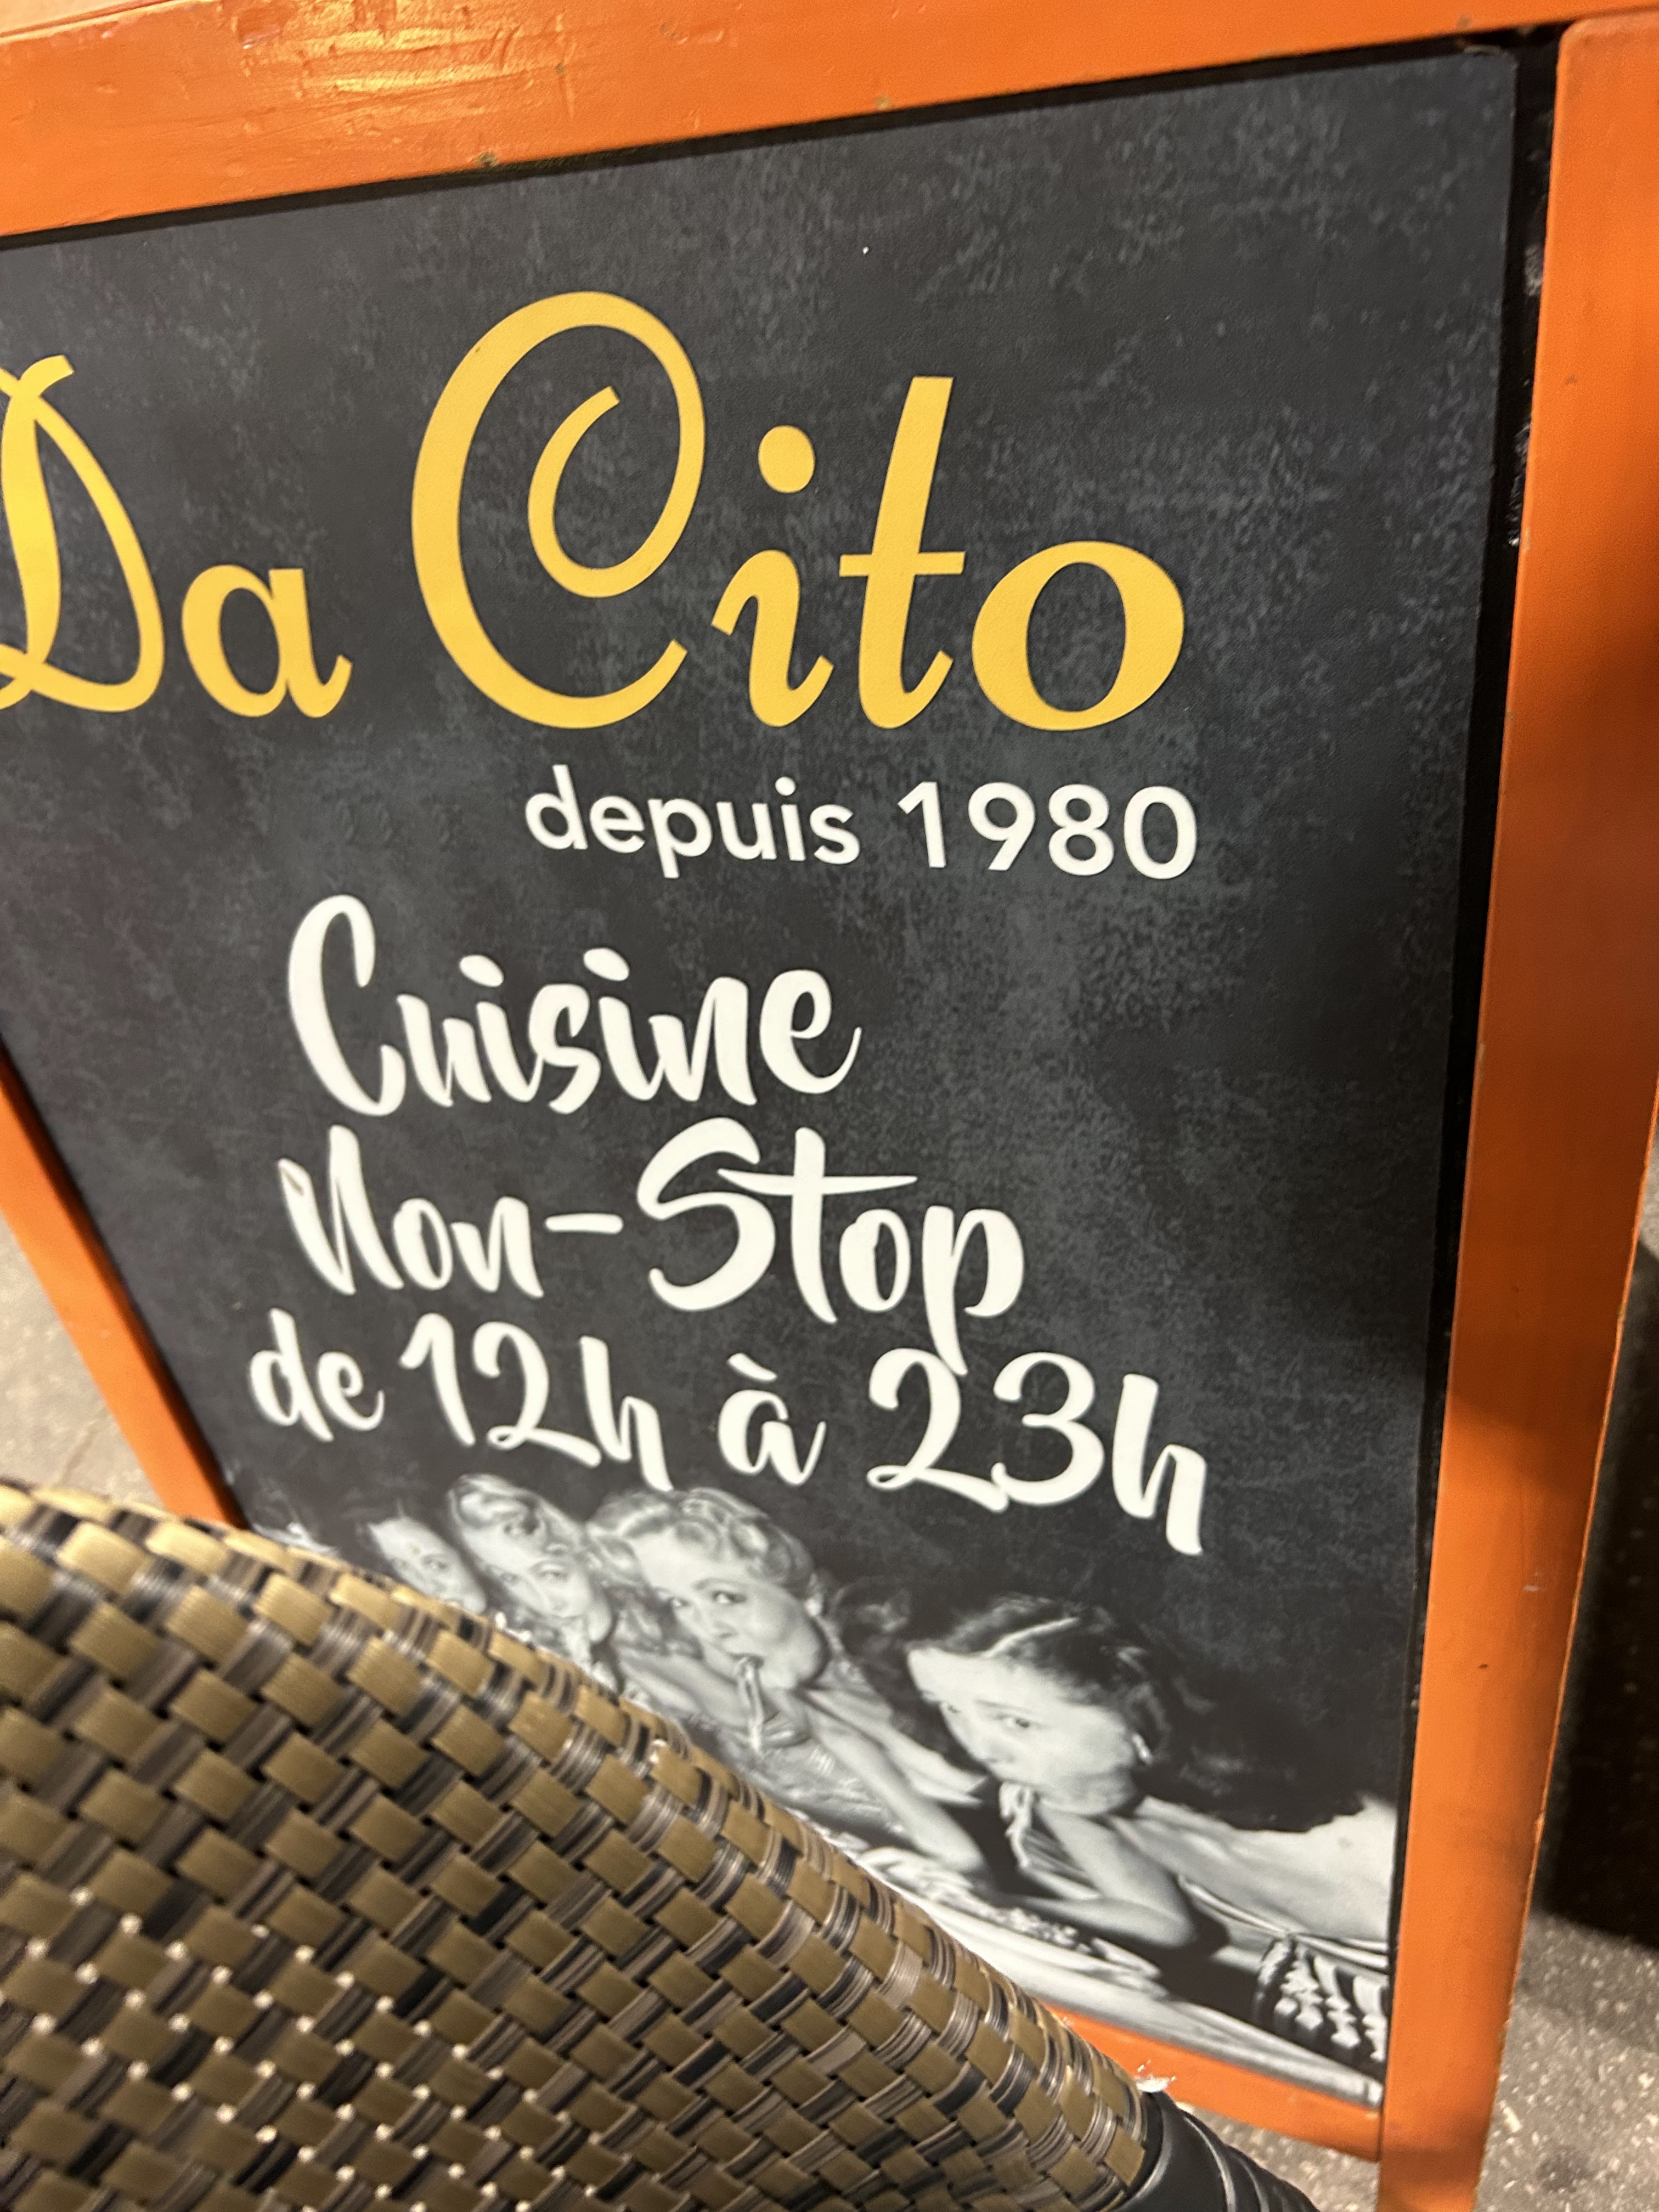 Da Cito
depuis 1980
Cuisine
Non-Stop
de 12h à 23h